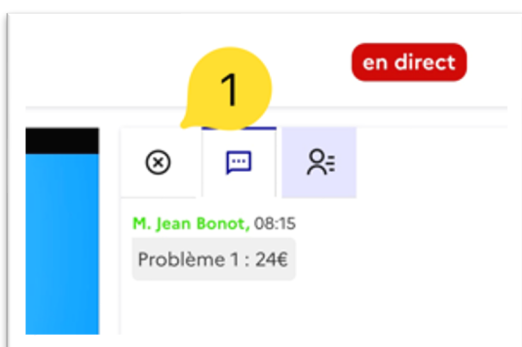 en direct
1
M. Jean Bonot, 08:15
Problème 1 : 24€